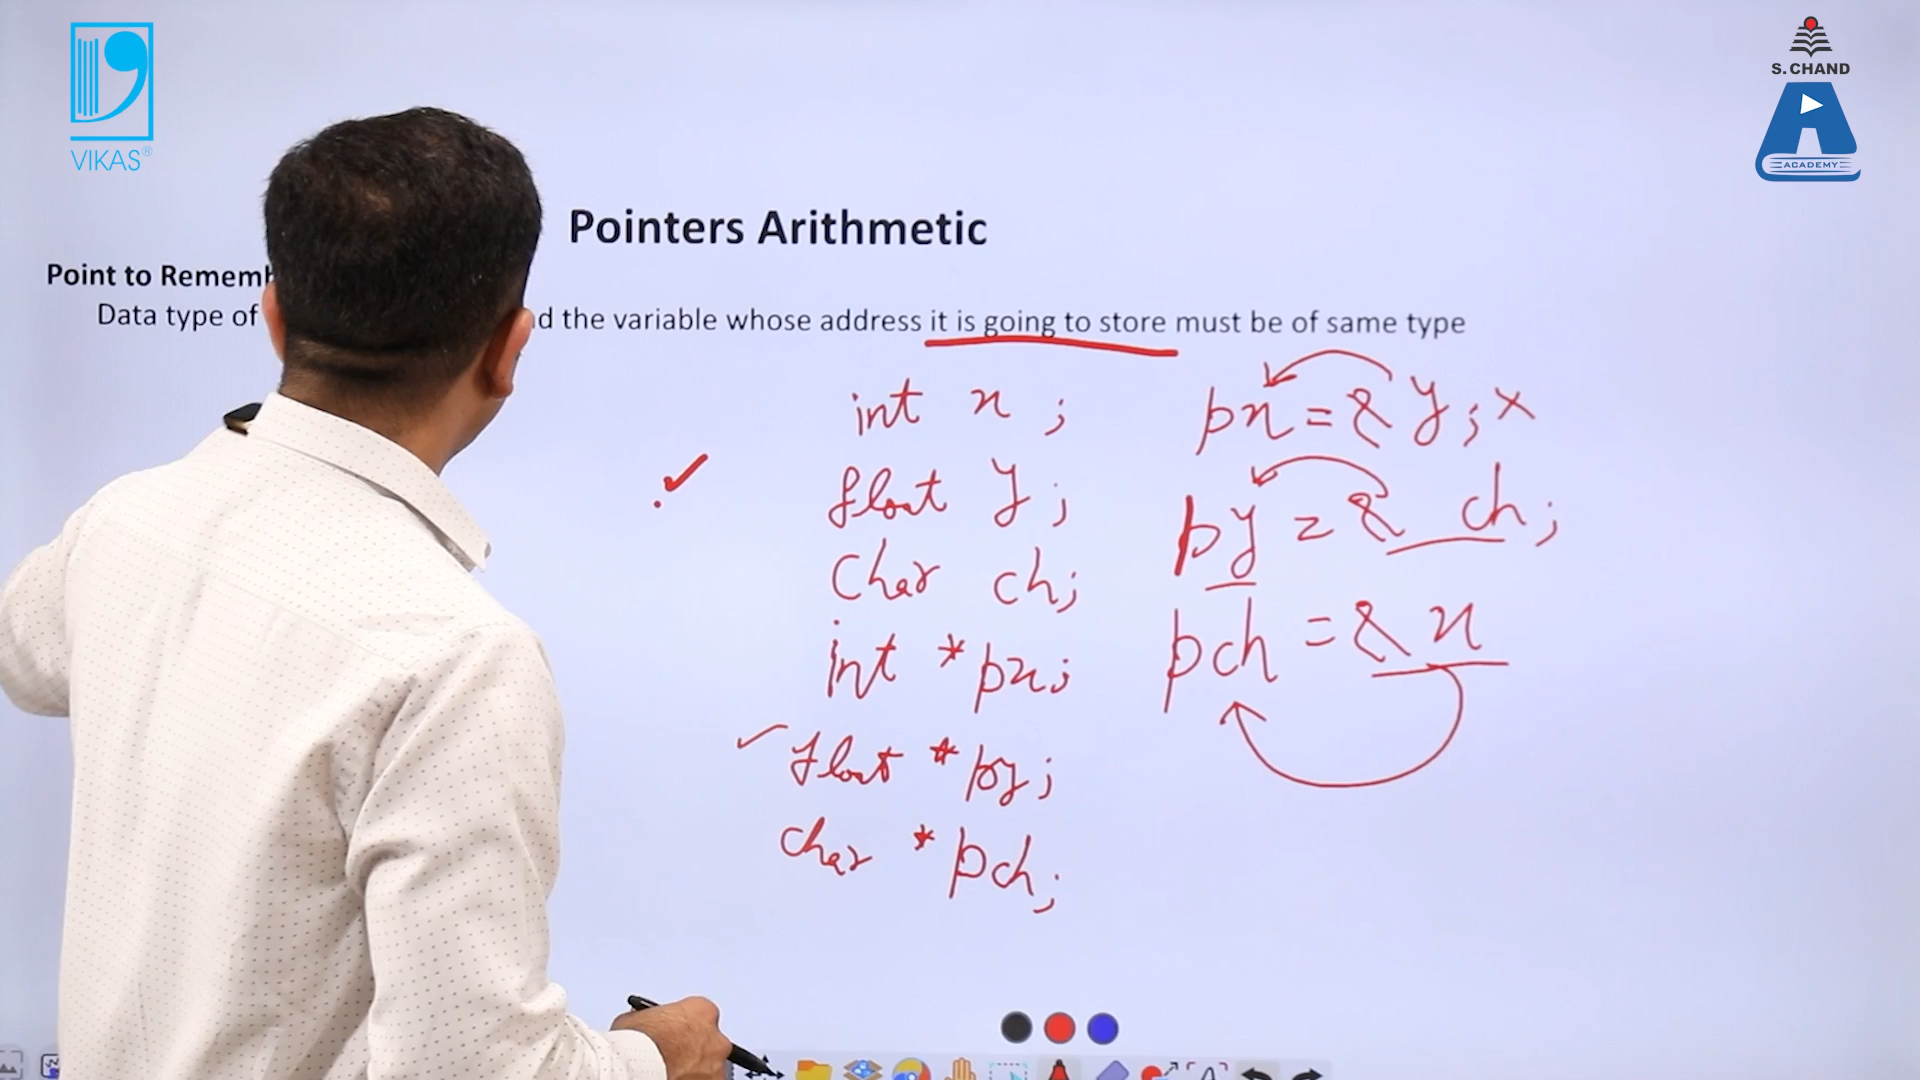 VIKAS®
S. CHAND
ACADEMY
Pointers Arithmetic
Point to Rememb
Data type of d the variable whose address it is going to store must be of same type
int x ;
float y ;
Char ch;
int *px;
float *py;
char *pch;
px = & y; x
py = & ch;
pch = & x